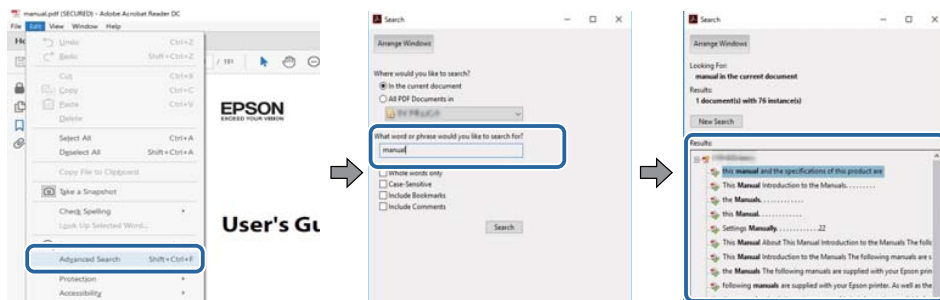 manual.pdf (SECURED) - Adobe Acrobat Reader DC
File Edit View Window Help
Undo Ctrl+Z
Redo Shift+Ctrl+Z
Cut Ctrl+X
Copy Ctrl+C
Paste Ctrl+V
Delete
Select All Ctrl+A
Deselect All Shift+Ctrl+A
Copy File to Clipboard
Take a Snapshot
Check Spelling
Look Up Selected Word...
Advanced Search Shift+Ctrl+F
Protection
Accessibility
/ 191
EPSON
EXCEED YOUR VISION
User's Gu
Search
Arrange Windows
Where would you like to search?
In the current document
All PDF Documents in
What word or phrase would you like to search for?
manual
Whole words only
Case-Sensitive
Include Bookmarks
Include Comments
Search
Search
Arrange Windows
Looking For:
manual in the current document
Results:
1 document(s) with 76 instance(s)
New Search
Results:
this manual and the specifications of this product are
This Manual Introduction to the Manuals. . . . . . . . .
the Manuals. . . . . . . . . . . . .
this Manual. . . . . . . . . . . . .
Settings Manually. . . . . . . . . . . . .22
This Manual About This Manual Introduction to the Manuals The follo
This Manual Introduction to the Manuals The following manuals are s
the Manuals The following manuals are supplied with your Epson prin
following manuals are supplied with your Epson printer. As well as the